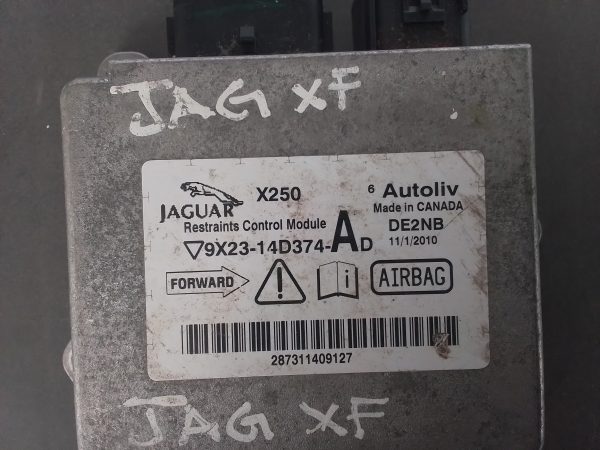 JAG XF
JAGUAR X250
Restraints Control Module
9X23-14D374-AD
6 Autoliv
Made in CANADA
DE2NB
11/1/2010
FORWARD
! i AIRBAG
287311409127
JAG XF